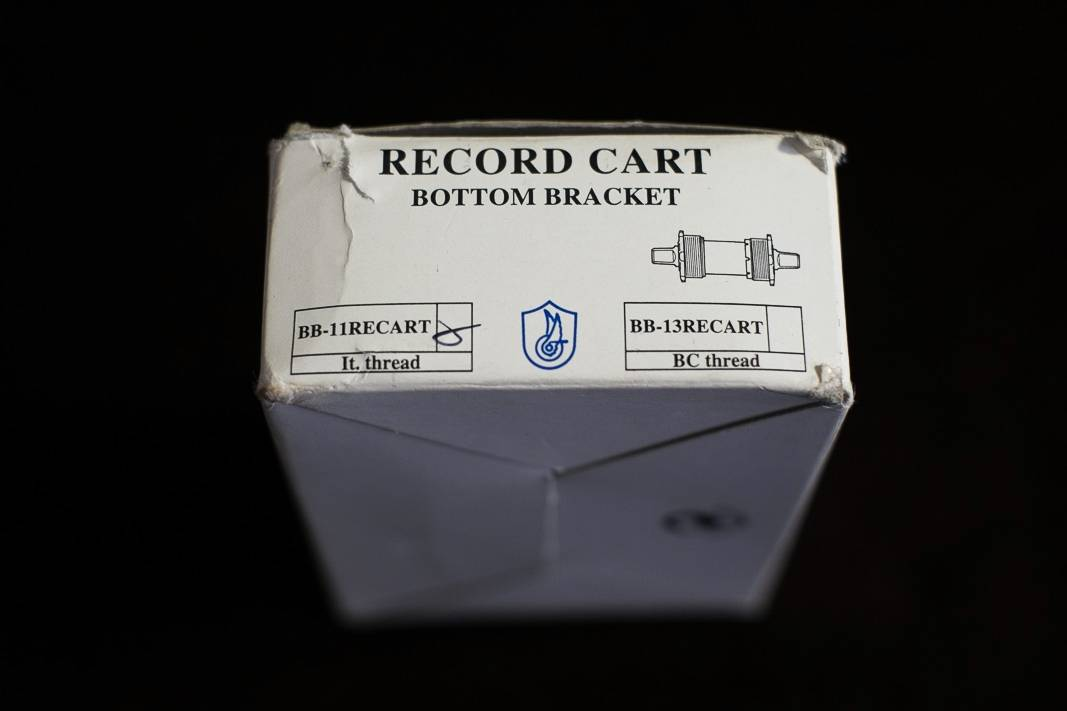 RECORD CART
BOTTOM BRACKET
BB-11RECART
It. thread
BB-13RECART
BC thread